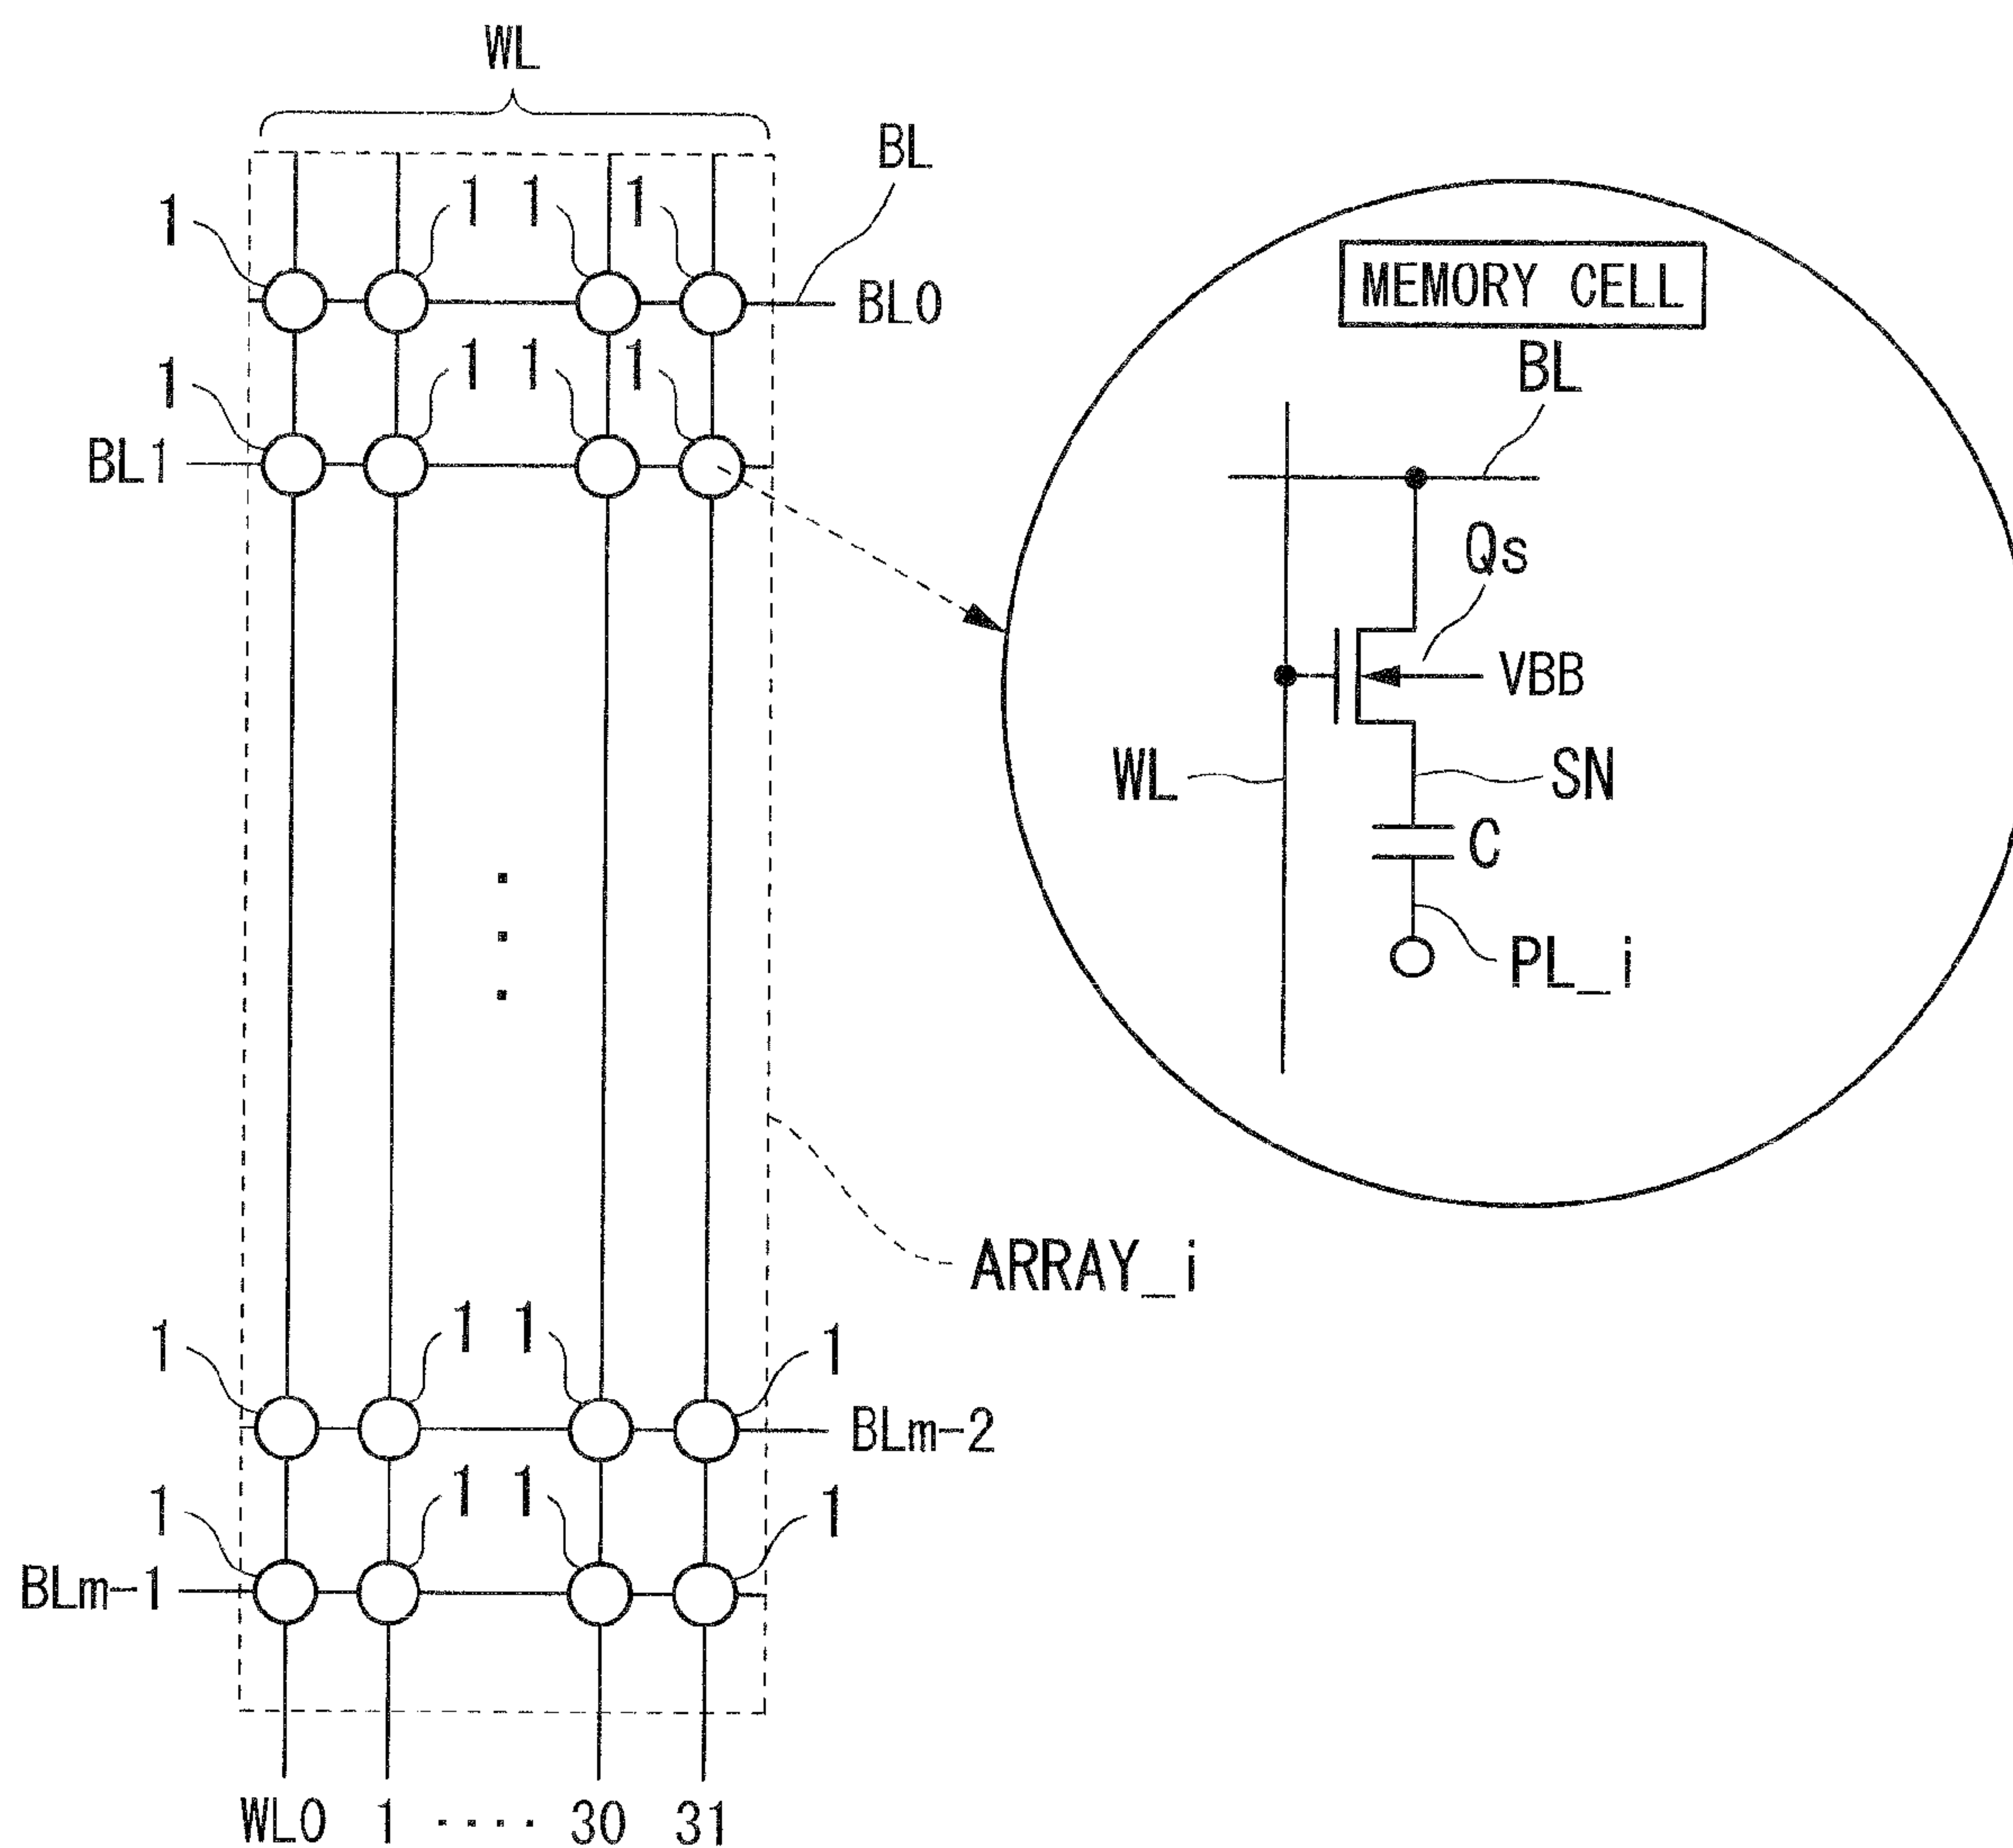 WL
BL
1 1 1 1
BL0
1 1 1 1
BL1
MEMORY CELL
BL
Qs
VBB
WL
SN
C
PL_i
ARRAY_i
1 1 1 1
BLm-2
1 1 1 1
BLm-1
WL0 1 ···· 30 31